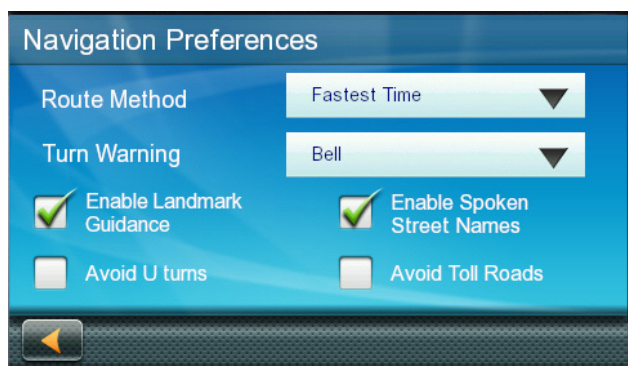 Navigation Preferences
Route Method
Fastest Time
Turn Warning
Bell
Enable Landmark
Guidance
Enable Spoken
Street Names
Avoid U turns
Avoid Toll Roads